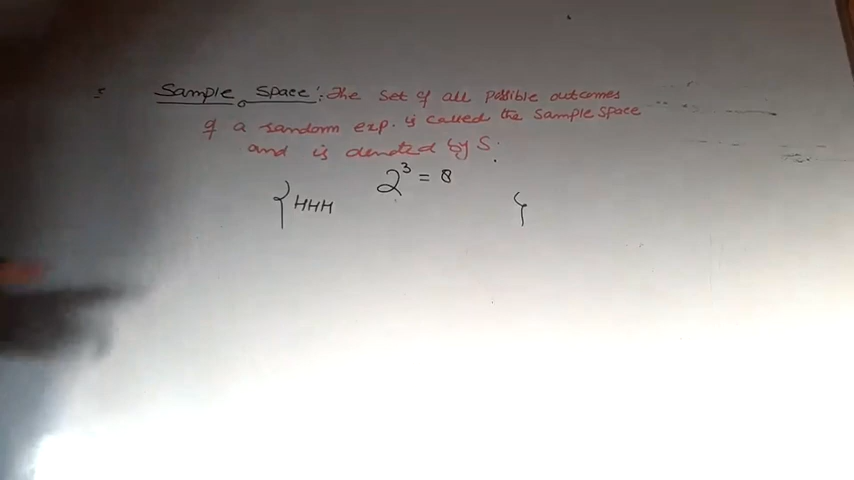 Sample Space: The set of all possible outcomes
of a random exp. is called the Sample Space
and is denoted by S.
2³ = 8
{HHH }